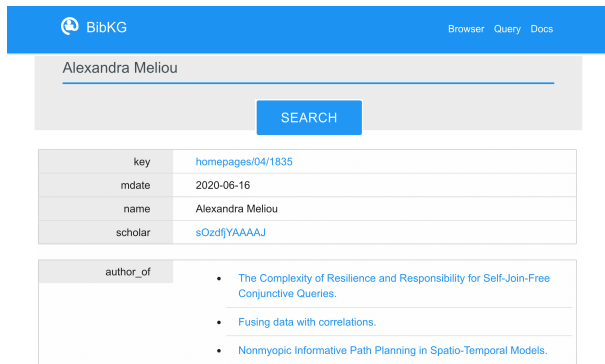 BibKG
Browser Query Docs
Alexandra Meliou
SEARCH
key homepages/04/1835
mdate 2020-06-16
name Alexandra Meliou
scholar sOzdfjYAAAAJ
author_of
• The Complexity of Resilience and Responsibility for Self-Join-Free
Conjunctive Queries.
• Fusing data with correlations.
• Nonmyopic Informative Path Planning in Spatio-Temporal Models.